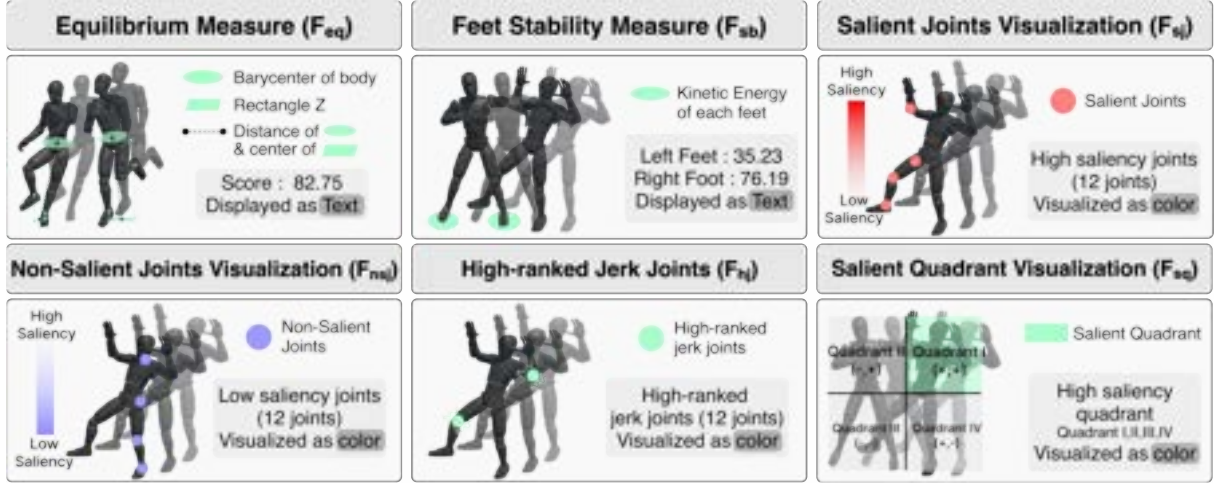 Equilibrium Measure (Feq)
Barycenter of body
Rectangle Z
Distance of
& center of
Score : 82.75
Displayed as Text
Feet Stability Measure (Fsb)
Kinetic Energy
of each feet
Left Feet : 35.23
Right Foot : 76.19
Displayed as Text
Salient Joints Visualization (Fsj)
High
Saliency
Low
Saliency
Salient Joints
High saliency joints
(12 joints)
Visualized as color
Non-Salient Joints Visualization (Fnsj)
High
Saliency
Low
Saliency
Non-Salient
Joints
Low saliency joints
(12 joints)
Visualized as color
High-ranked Jerk Joints (Fhj)
High-ranked
jerk joints
High-ranked
jerk joints (12 joints)
Visualized as color
Salient Quadrant Visualization (Fsq)
Quadrant II
Quadrant I
(+,+)
Quadrant III
Quadrant IV
(+,-)
Salient Quadrant
High saliency
quadrant
Quadrant I,II,III,IV
Visualized as color